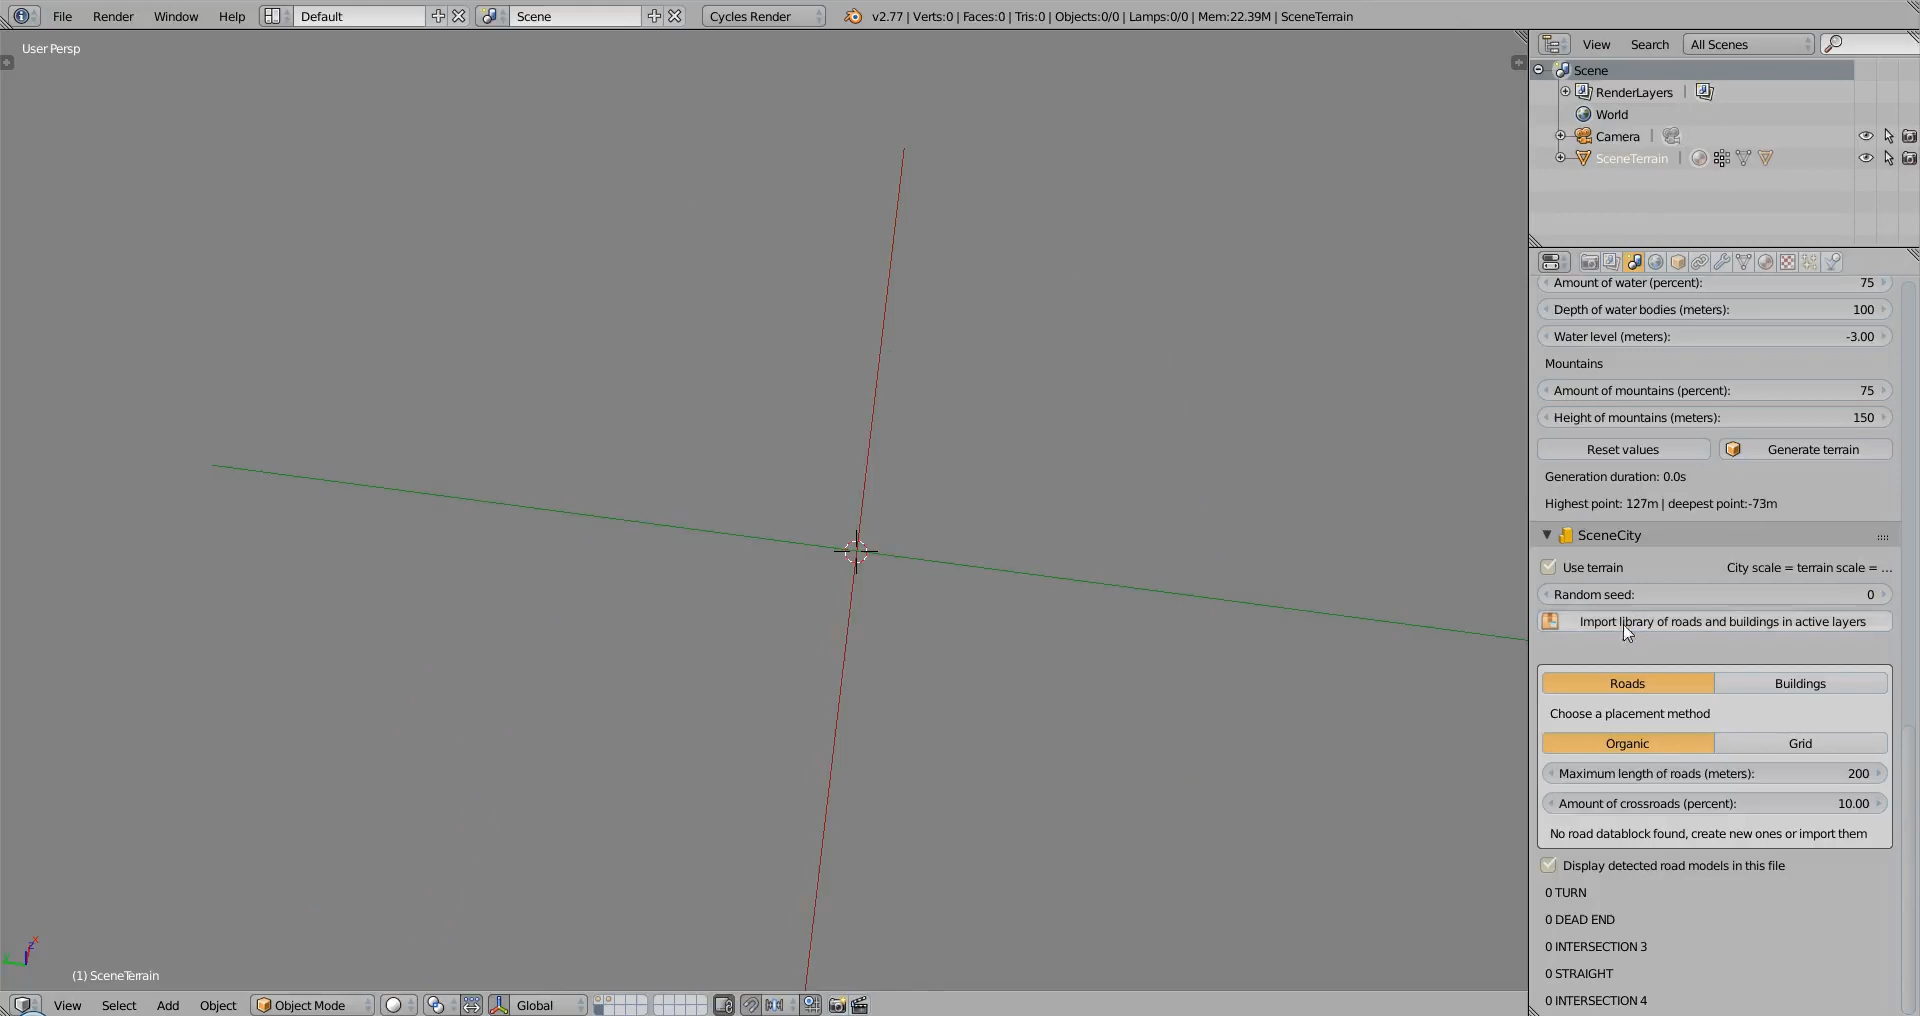 File Render Window Help Default Scene Cycles Render v2.77 | Verts:0 | Faces:0 | Tris:0 | Objects:0/0 | Lamps:0/0 | Mem:22.39M | SceneTerrain
User Persp
View Search All Scenes
Scene
RenderLayers
World
Camera
SceneTerrain
Amount of water (percent): 75
Depth of water bodies (meters): 100
Water level (meters): -3.00
Mountains
Amount of mountains (percent): 75
Height of mountains (meters): 150
Reset values Generate terrain
Generation duration: 0.0s
Highest point: 127m | deepest point:-73m
SceneCity
Use terrain City scale = terrain scale = ...
Random seed: 0
Import library of roads and buildings in active layers
Roads Buildings
Choose a placement method
Organic Grid
Maximum length of roads (meters): 200
Amount of crossroads (percent): 10.00
No road datablock found, create new ones or import them
Display detected road models in this file
0 TURN
0 DEAD END
0 INTERSECTION 3
0 STRAIGHT
0 INTERSECTION 4
(1) SceneTerrain
View Select Add Object Object Mode Global